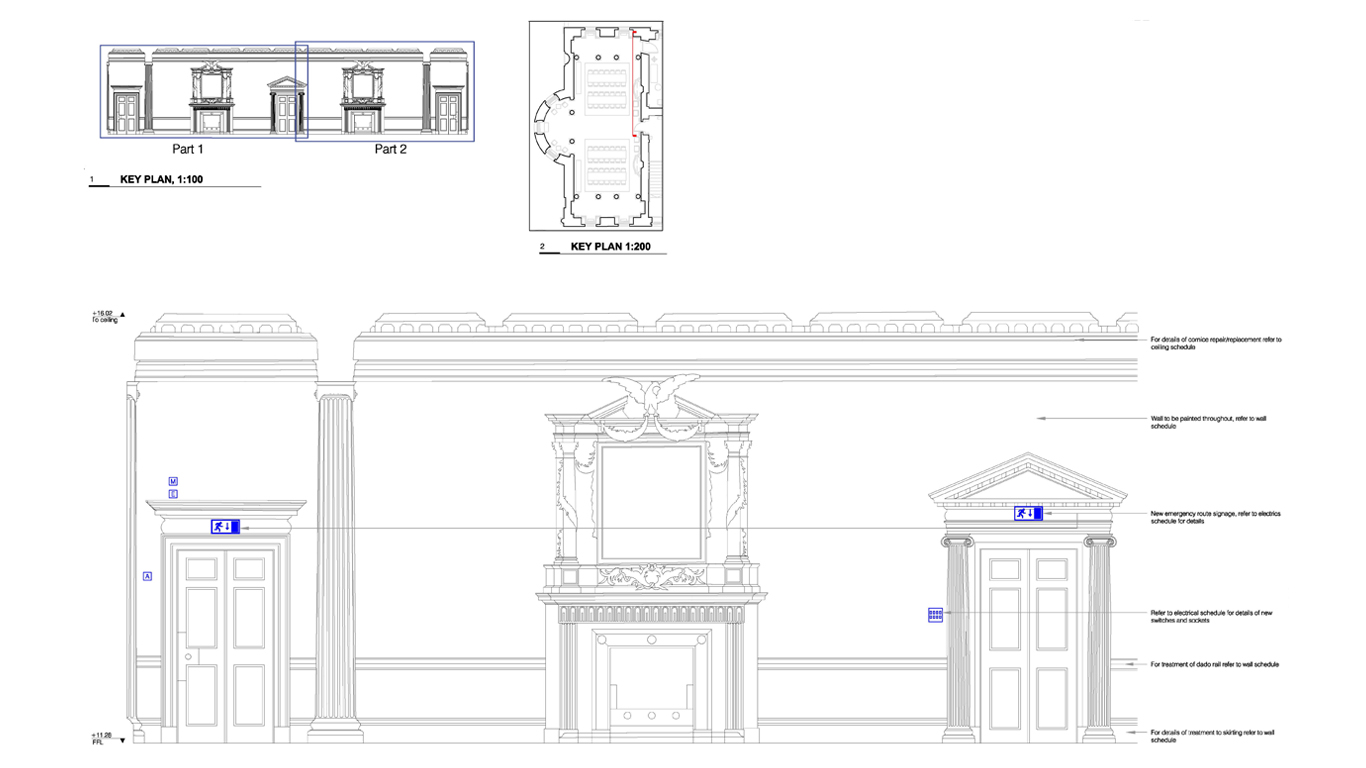 Part 1
Part 2
1 KEY PLAN, 1:100
2 KEY PLAN 1:200
+16.02
To ceiling
For details of cornice repair/replacement refer to
ceiling schedule
Wall to be painted throughout, refer to wall
schedule
M
E
New emergency route signage, refer to electrics
schedule for details
A
Refer to electrical schedule for details of new
switches and sockets
For treatment of dado rail refer to wall schedule
+11.28
FFL
For details of treatment to skirting refer to wall
schedule